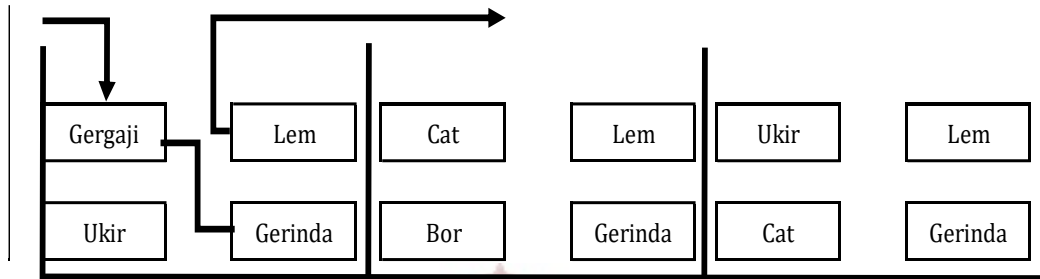 Gergaji Lem Cat Lem Ukir Lem
Ukir Gerinda Bor Gerinda Cat Gerinda